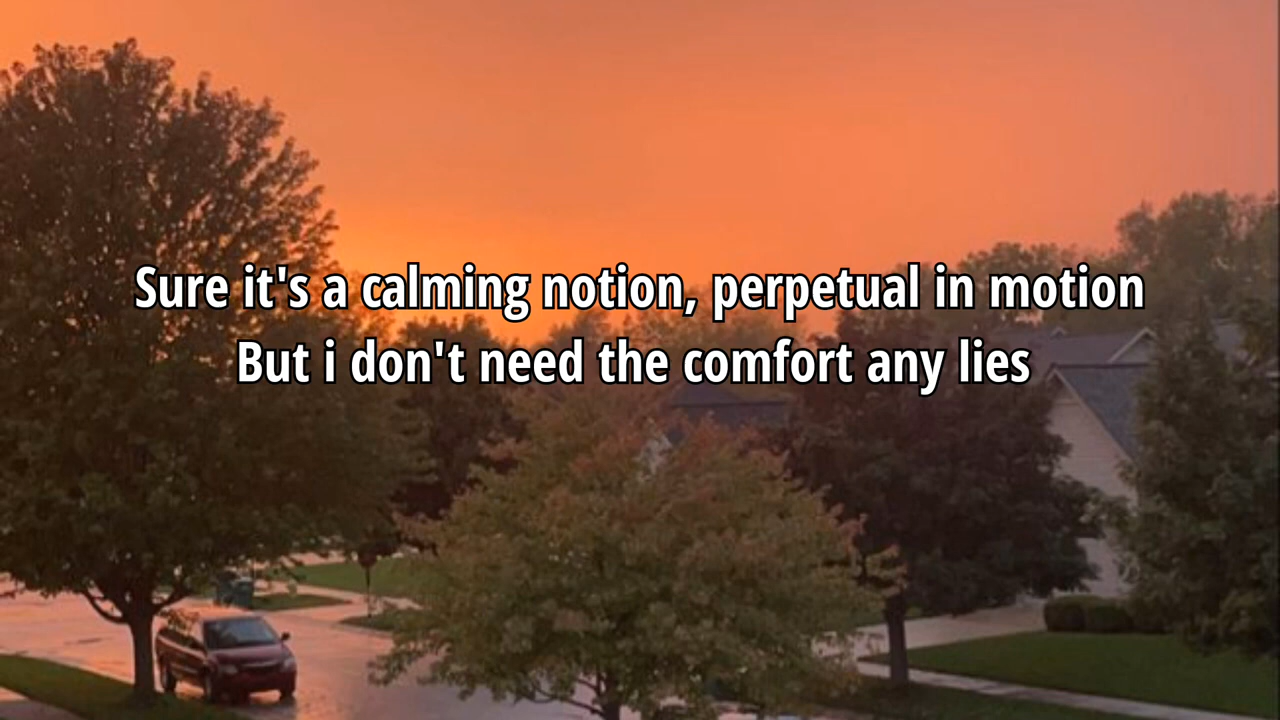 Sure it's a calming notion, perpetual in motion
But i don't need the comfort any lies